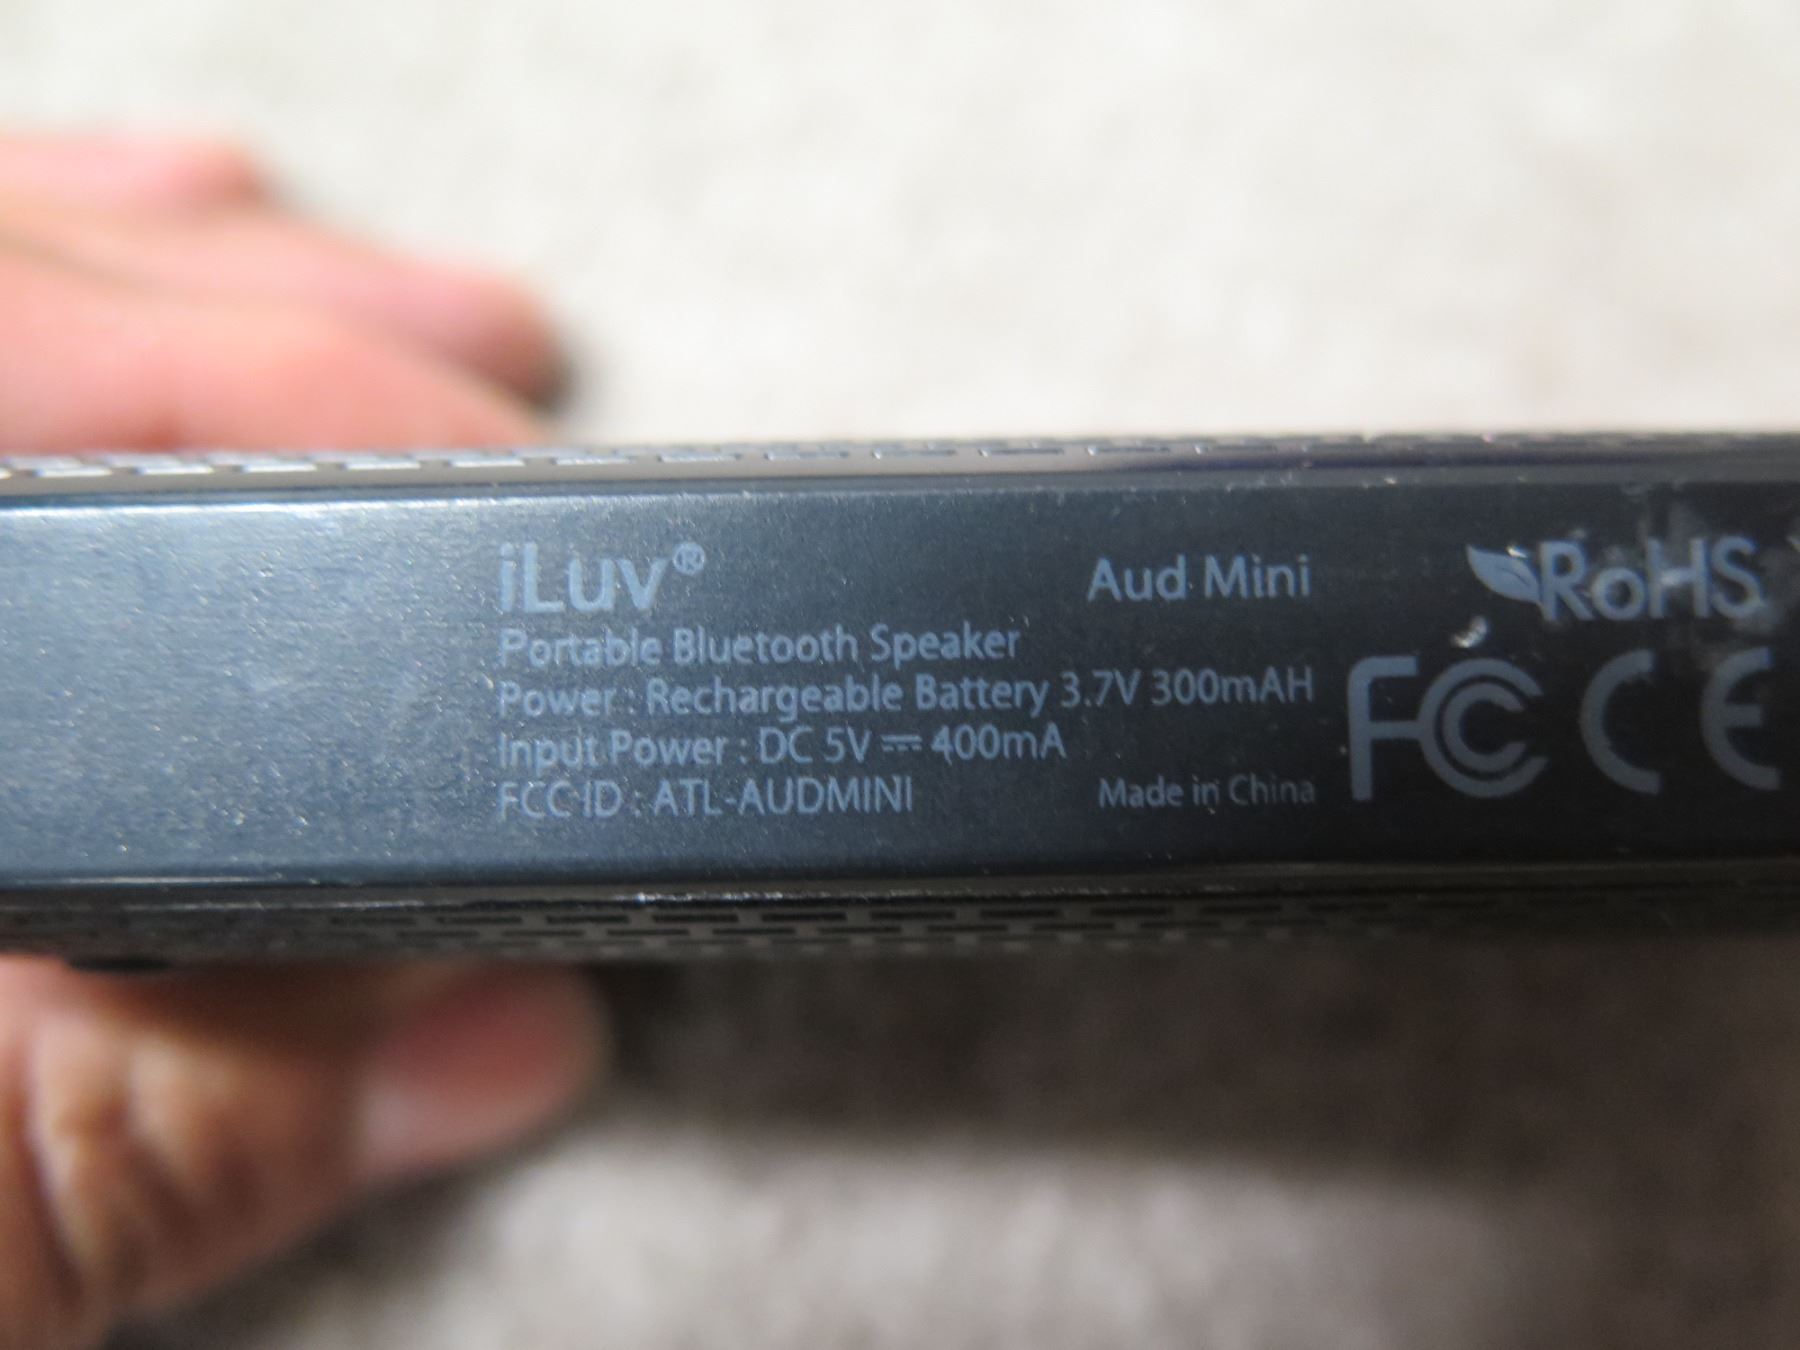 iLuv® Aud Mini
Portable Bluetooth Speaker
Power : Rechargeable Battery 3.7V 300mAH
Input Power : DC 5V ⎓ 400mA
FCC ID : ATL-AUDMINI Made in China
RoHS
FC CE